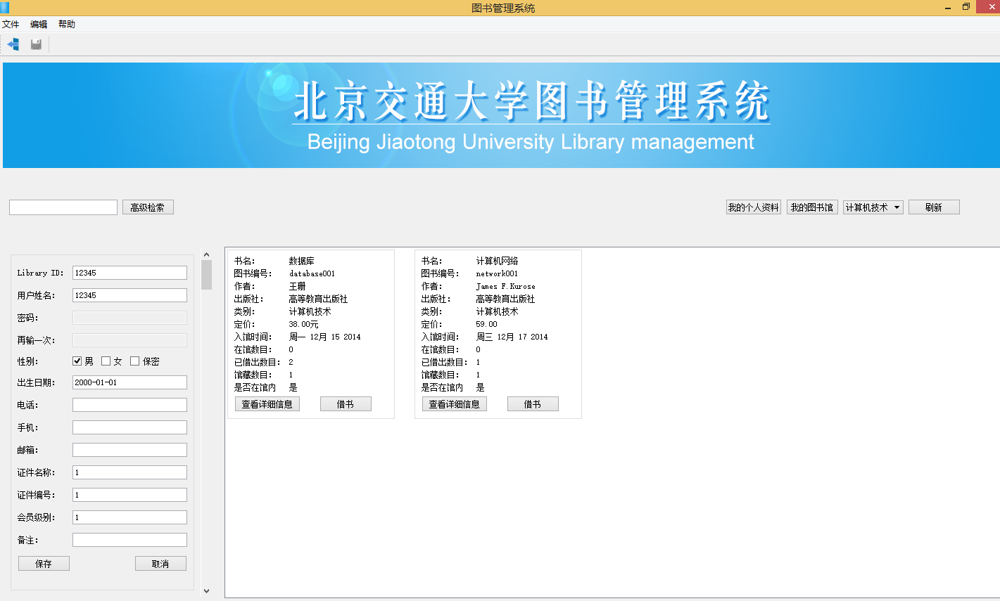 图书管理系统
文件 编辑 帮助
北京交通大学图书管理系统
Beijing Jiaotong University Library management
高级检索 我的个人资料 我的图书馆 计算机技术 刷新
Library ID: 12345
用户姓名: 12345
密码:
再输一次:
性别: 男 女 保密
出生日期: 2000-01-01
电话:
手机:
邮箱:
证件名称: 1
证件编号: 1
会员级别: 1
备注:
保存 取消
书名: 数据库
图书编号: database001
作者: 王珊
出版社: 高等教育出版社
类别: 计算机技术
定价: 38.00元
入馆时间: 周一 12月 15 2014
在馆数目: 0
已借出数目: 2
馆藏数目: 1
是否在馆内 是
查看详细信息 借书
书名: 计算机网络
图书编号: network001
作者: James F.Kurose
出版社: 高等教育出版社
类别: 计算机技术
定价: 59.00
入馆时间: 周三 12月 17 2014
在馆数目: 0
已借出数目: 1
馆藏数目: 1
是否在馆内 是
查看详细信息 借书